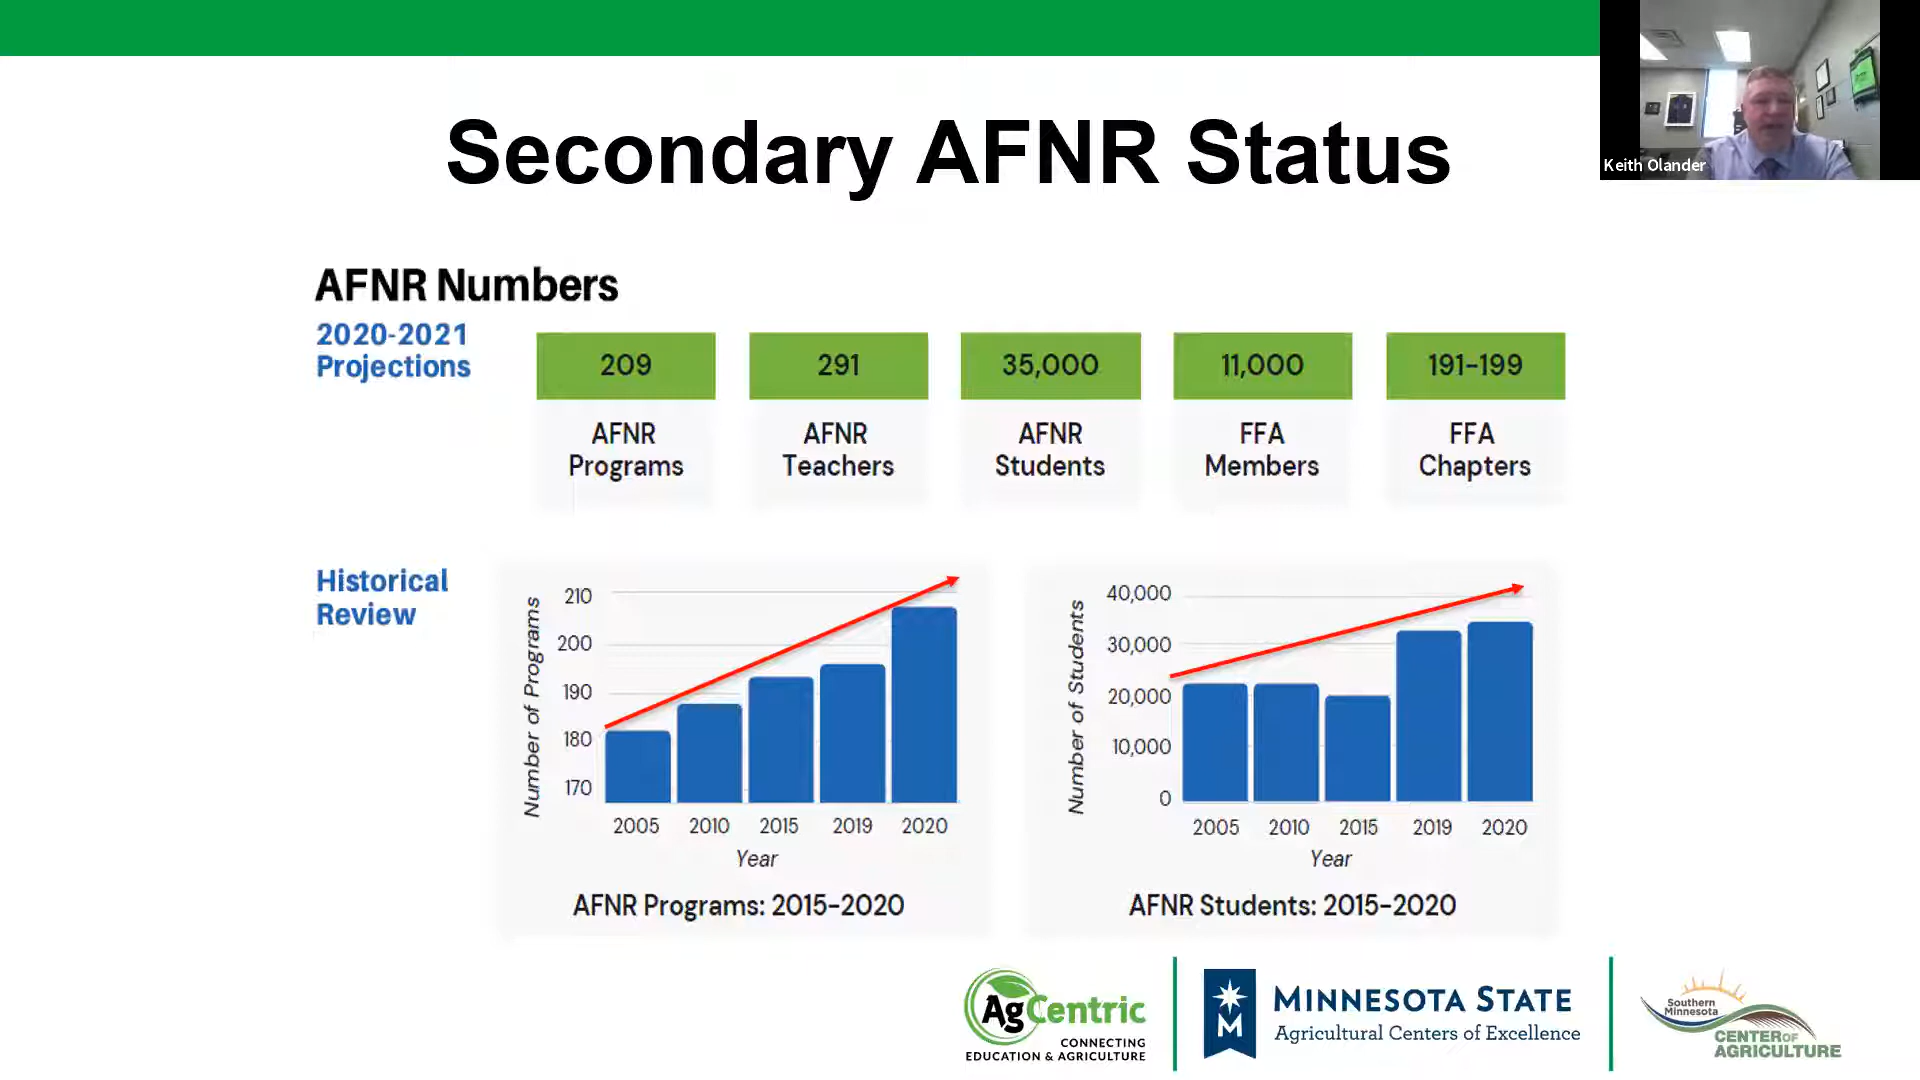 Keith Olander
Secondary AFNR Status
AFNR Numbers
2020-2021
Projections
209
291
35,000
11,000
191-199
AFNR
Programs
AFNR
Teachers
AFNR
Students
FFA
Members
FFA
Chapters
Historical
Review
Number of Programs
210
200
190
180
170
2005 2010 2015 2019 2020
Year
AFNR Programs: 2015-2020
Number of Students
40,000
30,000
20,000
10,000
0
2005 2010 2015 2019 2020
Year
AFNR Students: 2015-2020
AgCentric
CONNECTING
EDUCATION & AGRICULTURE
M
MINNESOTA STATE
Agricultural Centers of Excellence
Southern
Minnesota
CENTER OF
AGRICULTURE